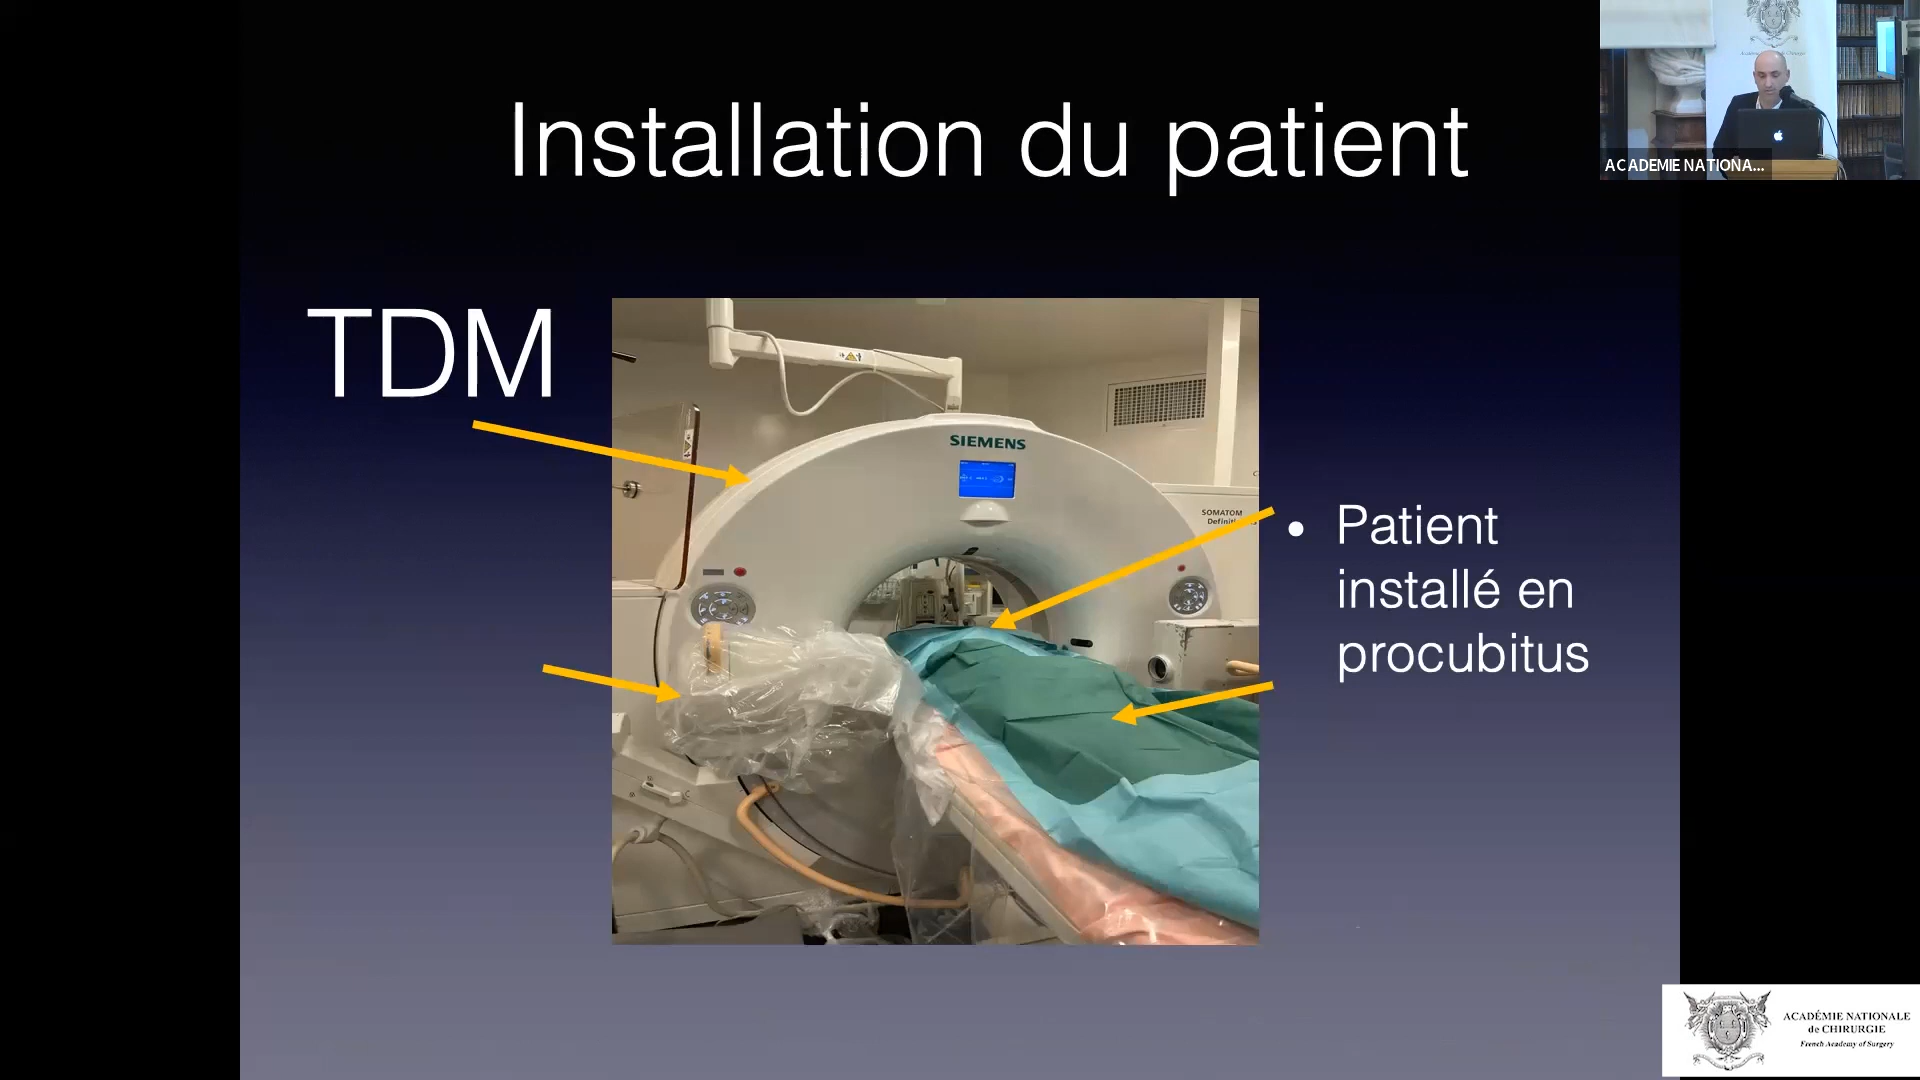 Installation du patient
ACADEMIE NATIONA...
TDM
SIEMENS
SOMATOM
• Patient
installé en
procubitus
ACADÉMIE NATIONALE
de CHIRURGIE
French Academy of Surgery